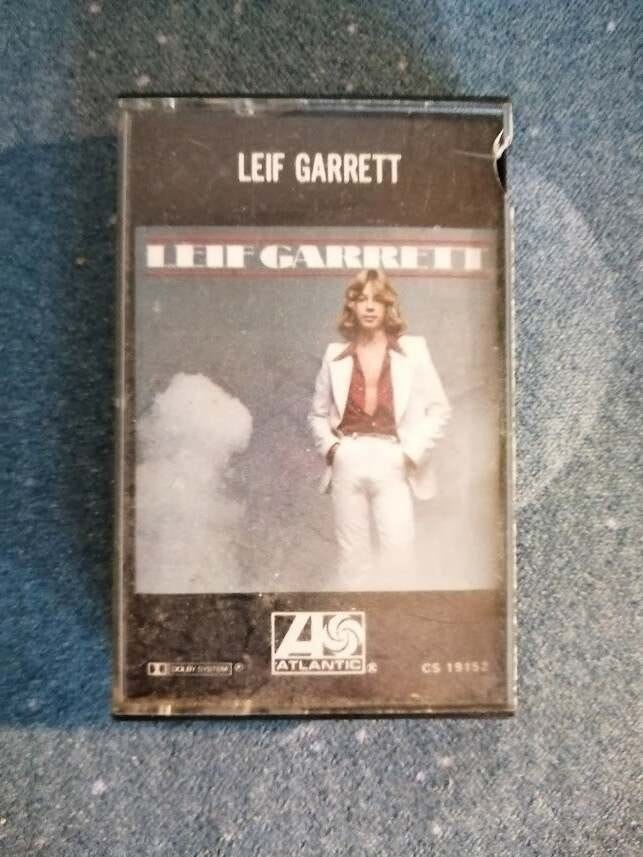 LEIF GARRETT
LEIF GARRETT
DOLBY SYSTEM ®
ATLANTIC ®
CS 19152